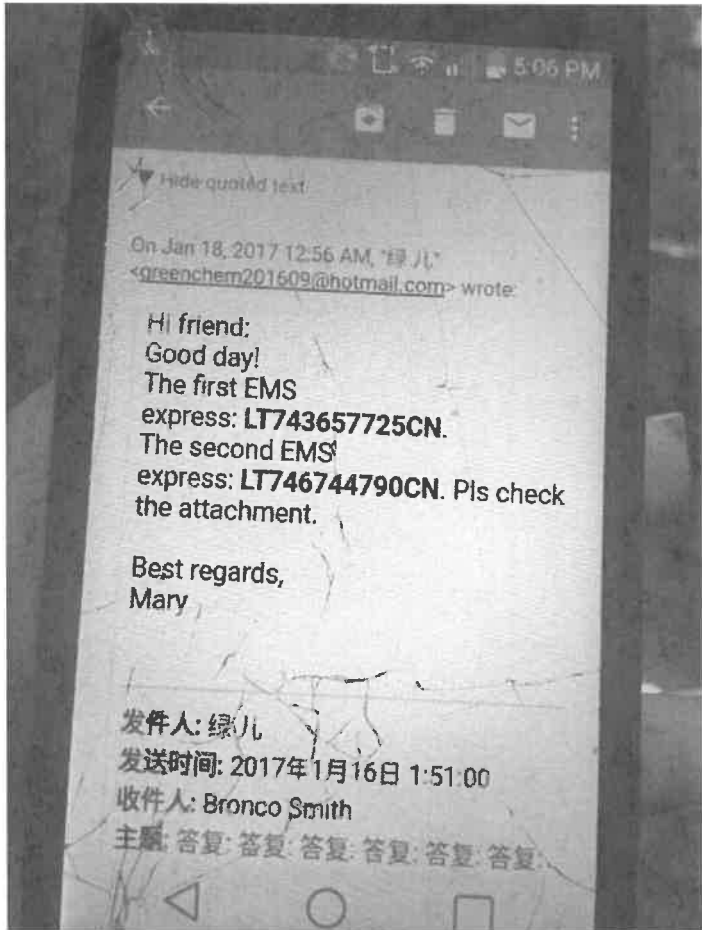 5:06 PM
Hide quoted text
On Jan 18, 2017 12:56 AM, "绿 儿"
<greenchem201609@hotmail.com> wrote:
Hi friend:
Good day!
The first EMS
express: LT743657725CN.
The second EMS
express: LT746744790CN. Pls check
the attachment.
Best regards,
Mary
发件人: 绿 儿
发送时间: 2017年1月16日 1:51:00
收件人: Bronco Smith
主题: 答复: 答复: 答复: 答复: 答复: 答复: